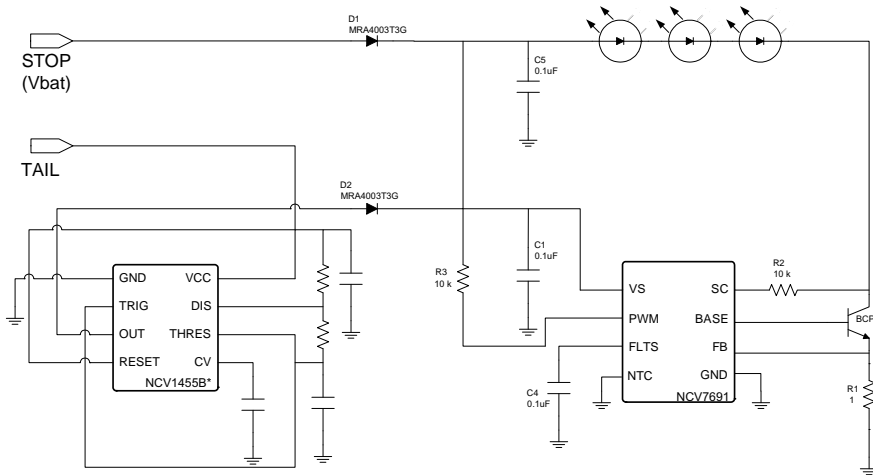 D1
MRA4003T3G
STOP
(Vbat)
C5
0.1uF
TAIL
D2
MRA4003T3G
C1
0.1uF
R3
10 k
GND VCC
TRIG DIS
OUT THRES
RESET CV
NCV1455B*
VS SC
PWM BASE
FLTS FB
NTC GND
NCV7691
R2
10 k
BCP
C4
0.1uF
R1
1